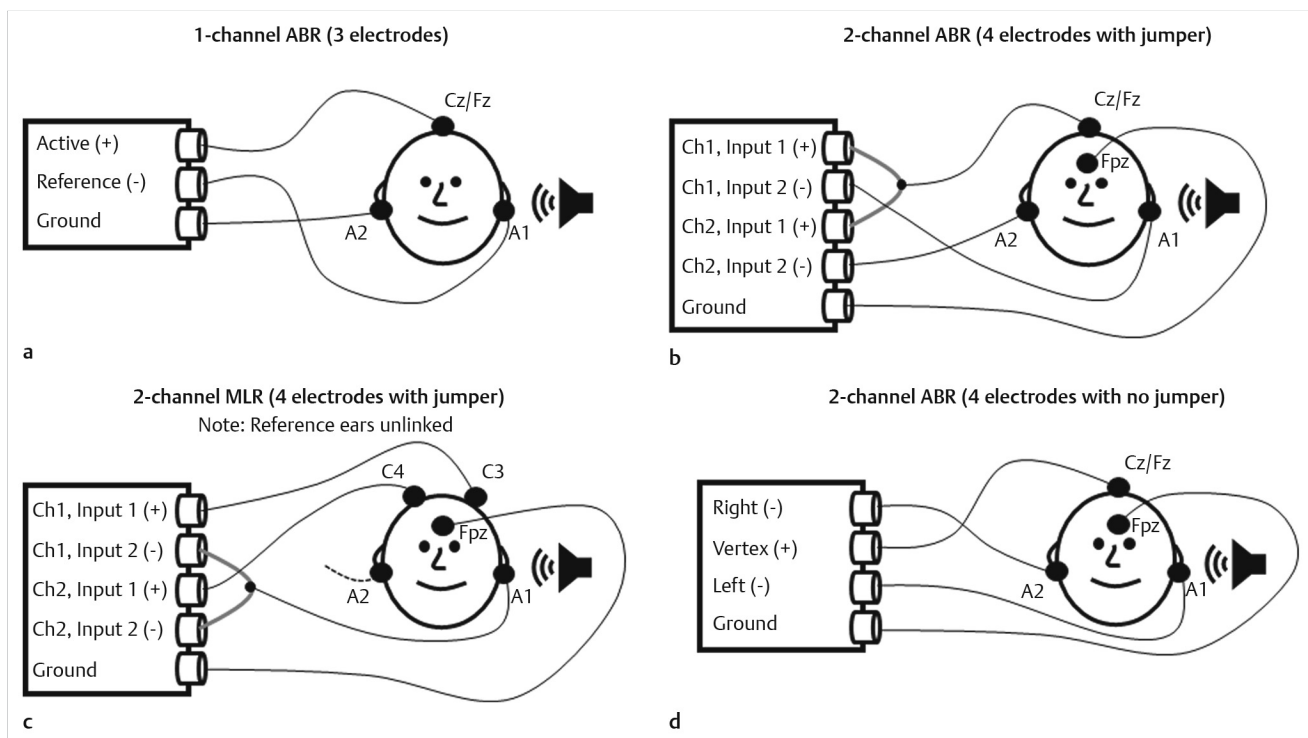 1-channel ABR (3 electrodes)
Cz/Fz
Active (+)
Reference (-)
Ground
A2
A1
a
2-channel ABR (4 electrodes with jumper)
Cz/Fz
Ch1, Input 1 (+)
Fpz
Ch1, Input 2 (-)
Ch2, Input 1 (+)
A2
A1
Ch2, Input 2 (-)
Ground
b
2-channel MLR (4 electrodes with jumper)
Note: Reference ears unlinked
C4
C3
Ch1, Input 1 (+)
Fpz
Ch1, Input 2 (-)
Ch2, Input 1 (+)
A2
A1
Ch2, Input 2 (-)
Ground
c
2-channel ABR (4 electrodes with no jumper)
Cz/Fz
Right (-)
Fpz
Vertex (+)
Left (-)
A2
A1
Ground
d